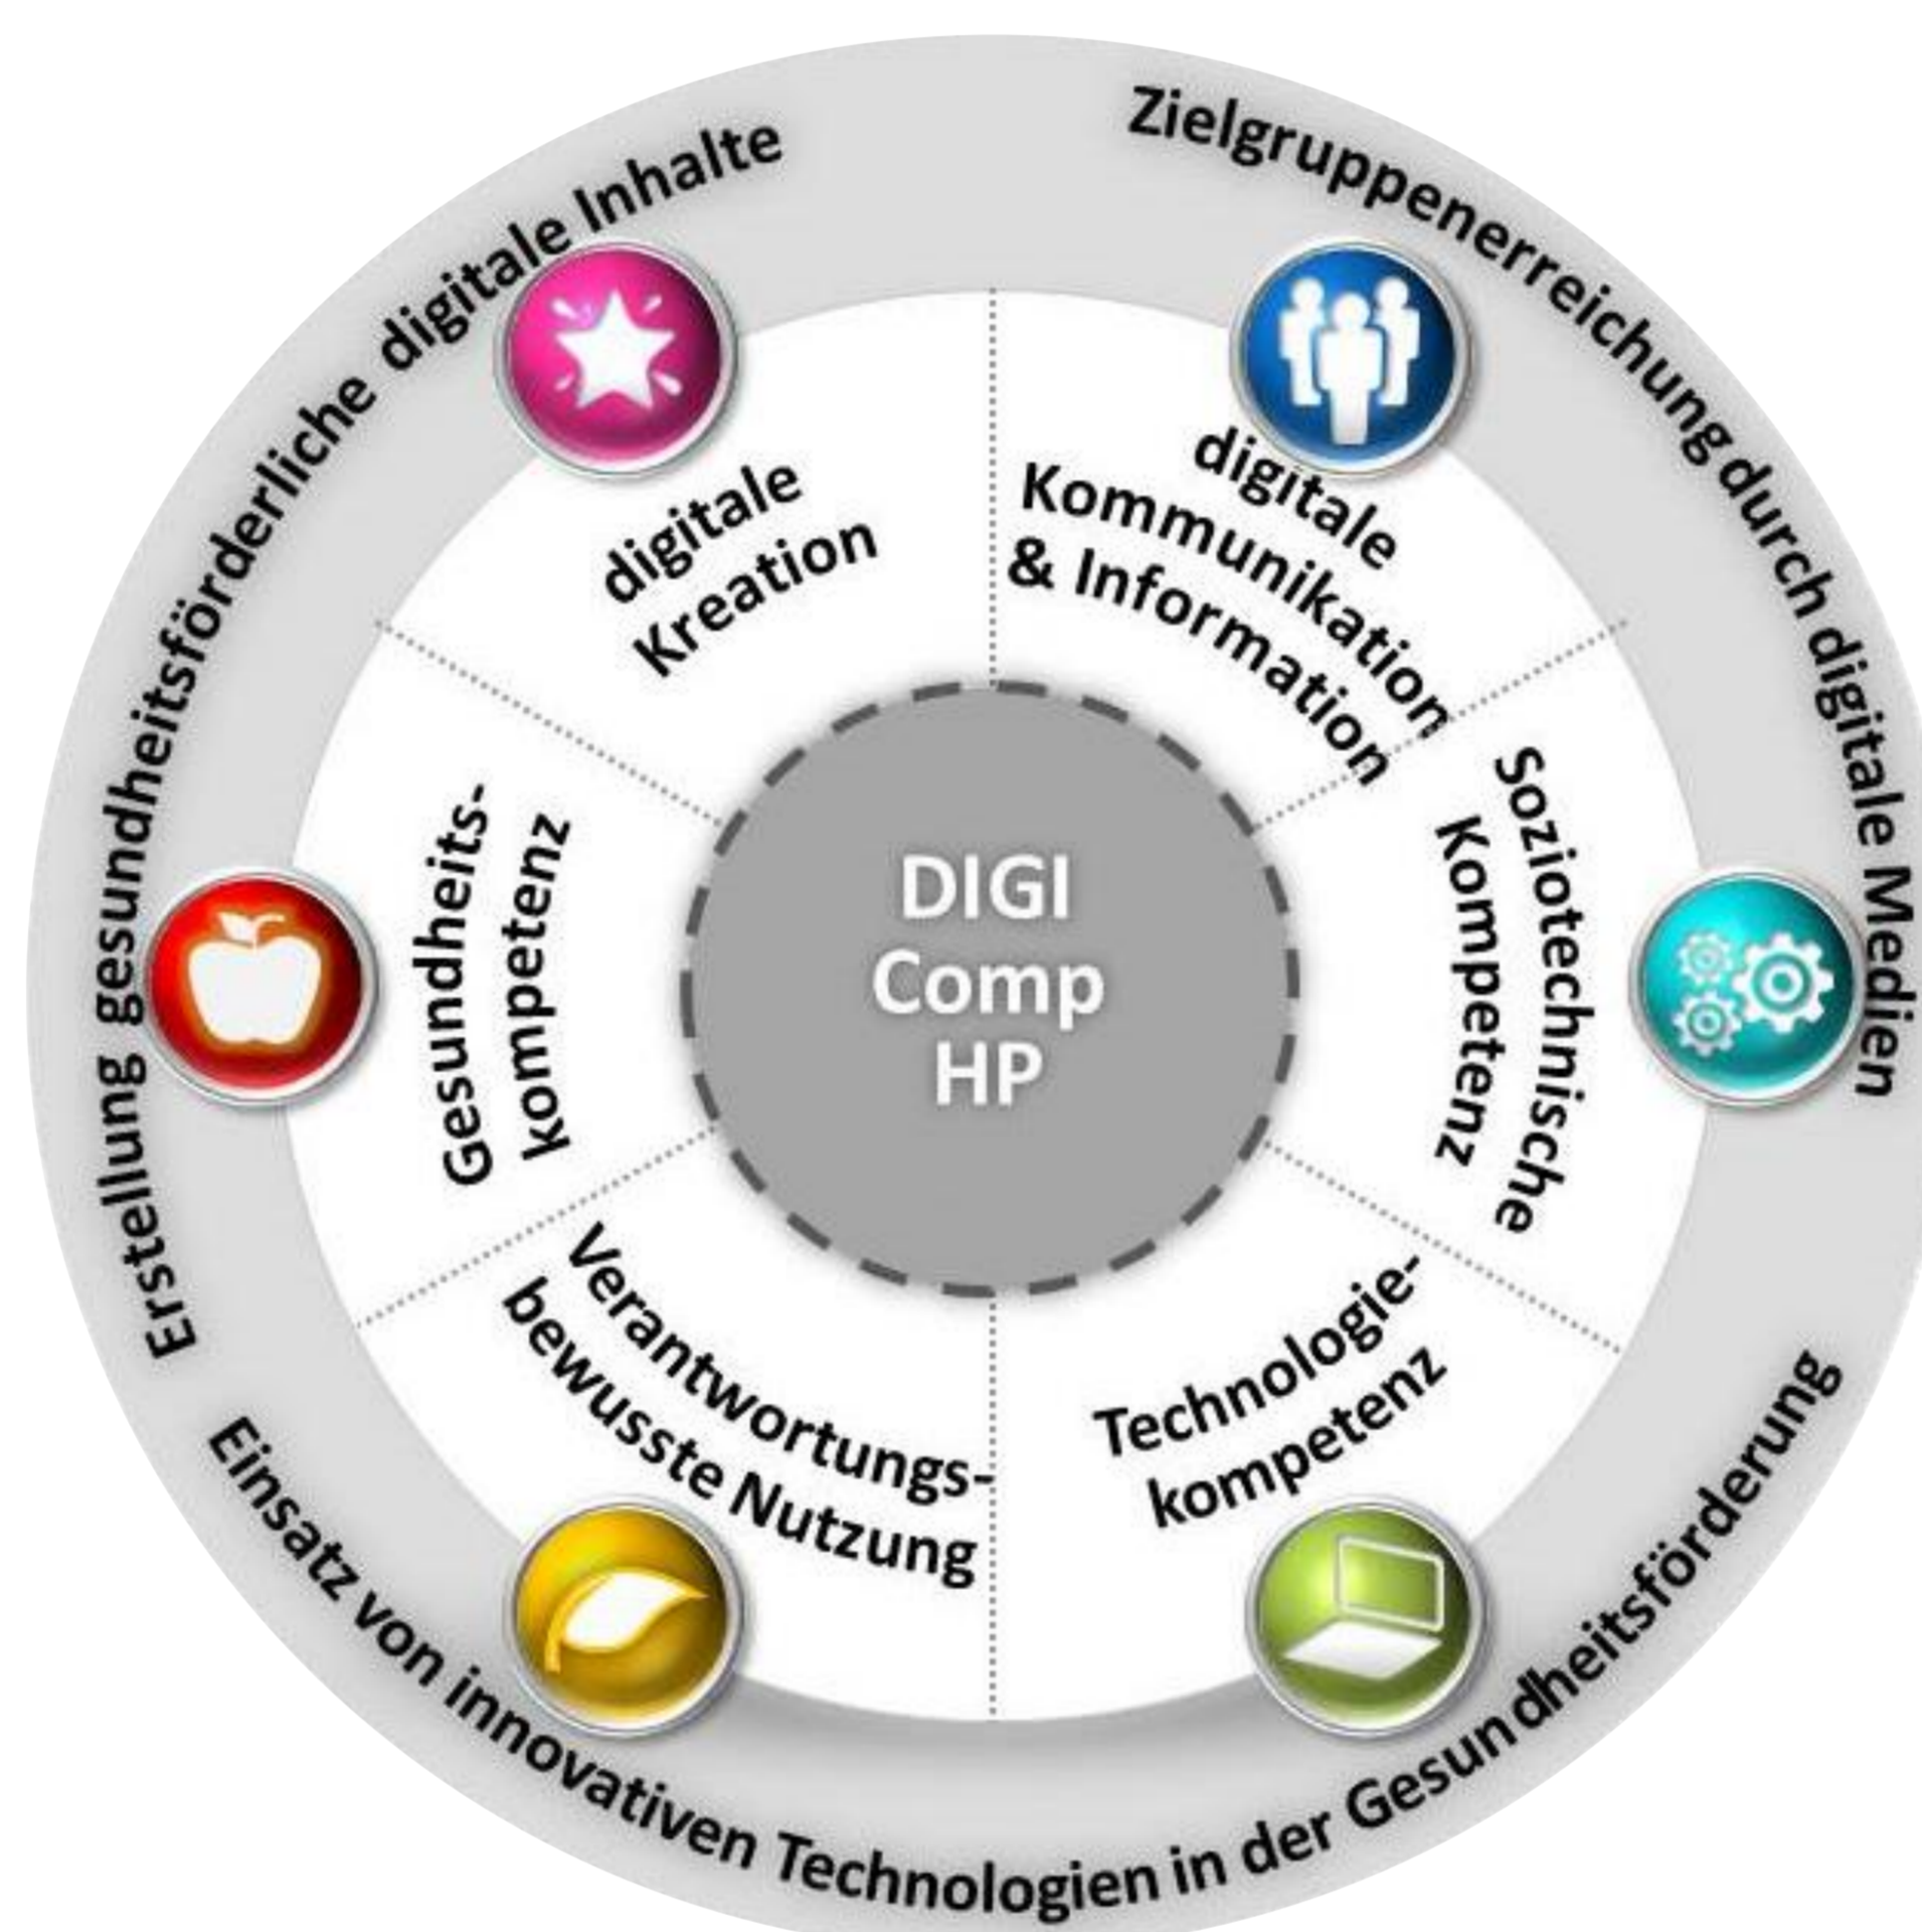 Erstellung gesundheitsförderliche digitale Inhalte
Zielgruppenerreichung durch digitale Medien
Einsatz von innovativen Technologien in der Gesundheitsförderung
digitale
Kreation
digitale
Kommunikation
& Information
Soziotechnische
Kompetenz
Technologie-
kompetenz
Verantwortungs-
bewusste Nutzung
Gesundheits-
kompetenz
DIGI
Comp
HP